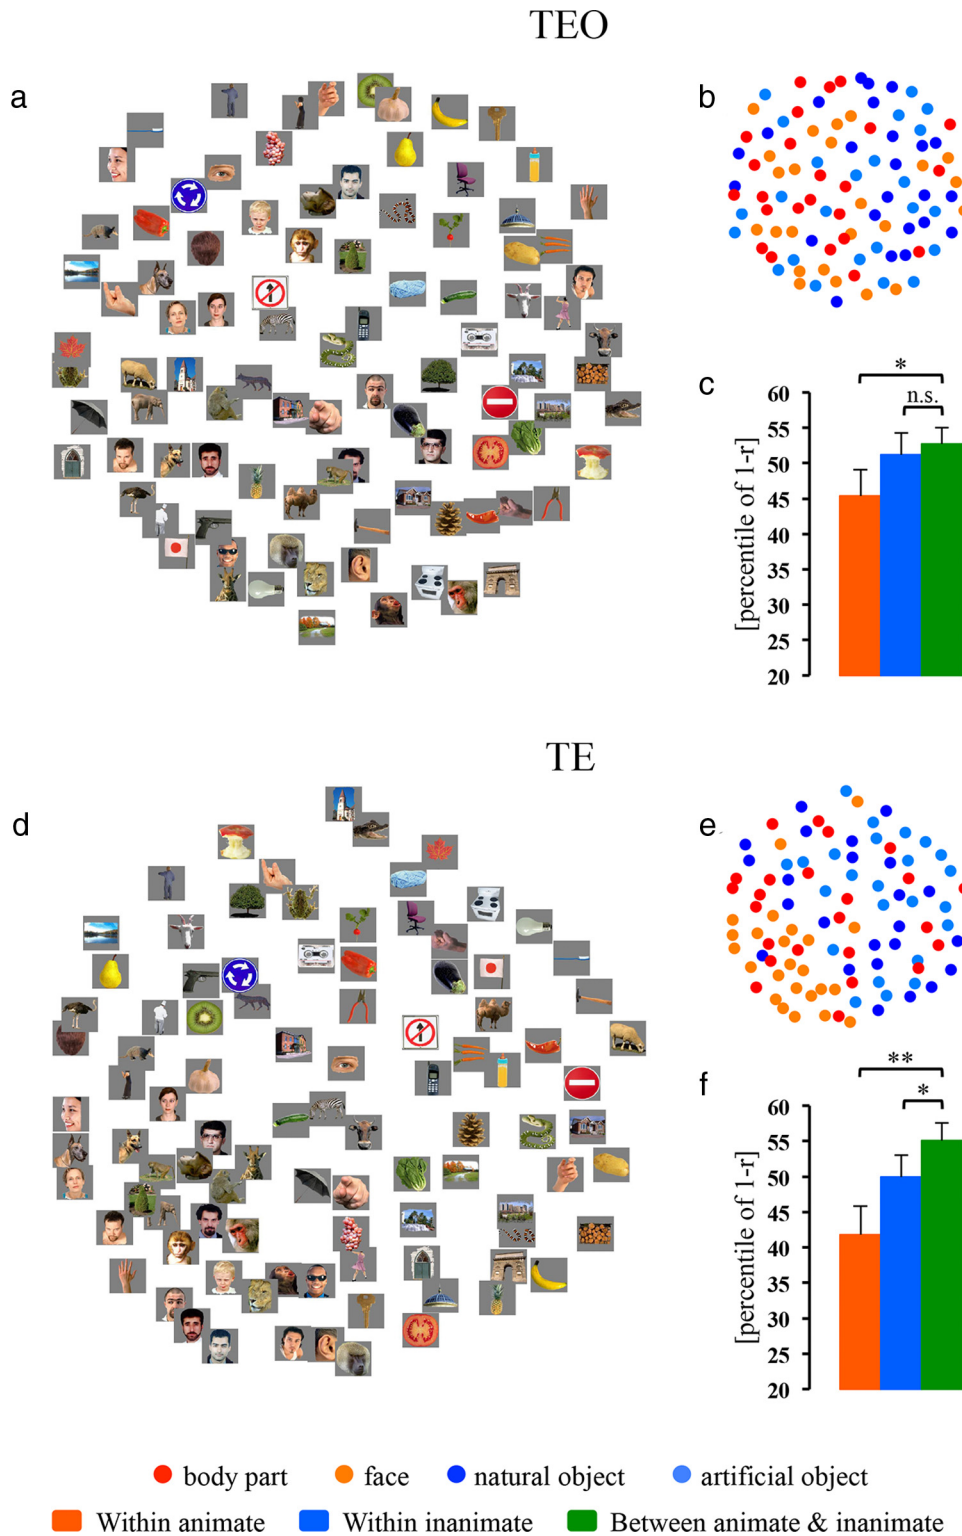 TEO
a
b
c
*
n.s.
[percentile of 1-r]
60
55
50
45
40
35
30
25
20
TE
d
e
f
**
*
[percentile of 1-r]
60
55
50
45
40
35
30
25
20
body part face natural object artificial object
Within animate Within inanimate Between animate & inanimate